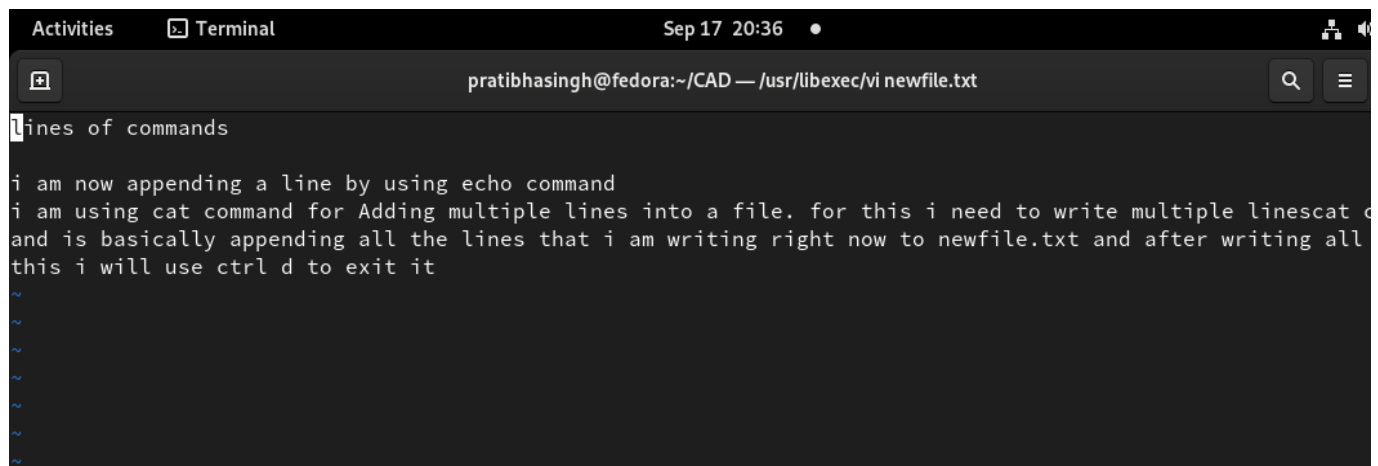 Activities Terminal Sep 17 20:36
pratibhasingh@fedora:~/CAD — /usr/libexec/vi newfile.txt
lines of commands
i am now appending a line by using echo command
i am using cat command for Adding multiple lines into a file. for this i need to write multiple linescat
and is basically appending all the lines that i am writing right now to newfile.txt and after writing all
this i will use ctrl d to exit it
~
~
~
~
~
~
~